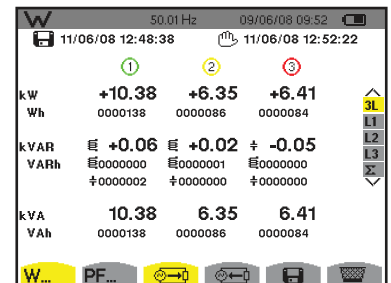 W 50.01 Hz 09/06/08 09:52
11/06/08 12:48:38 11/06/08 12:52:22
1 2 3
kW +10.38 +6.35 +6.41
Wh 0000138 0000086 0000084
3L
L1
kVAR +0.06 +0.02 -0.05
L2
VARh 0000000 0000001 0000000
L3
0000002 0000000 0000000
Σ
kVA 10.38 6.35 6.41
VAh 0000138 0000086 0000084
W... PF...